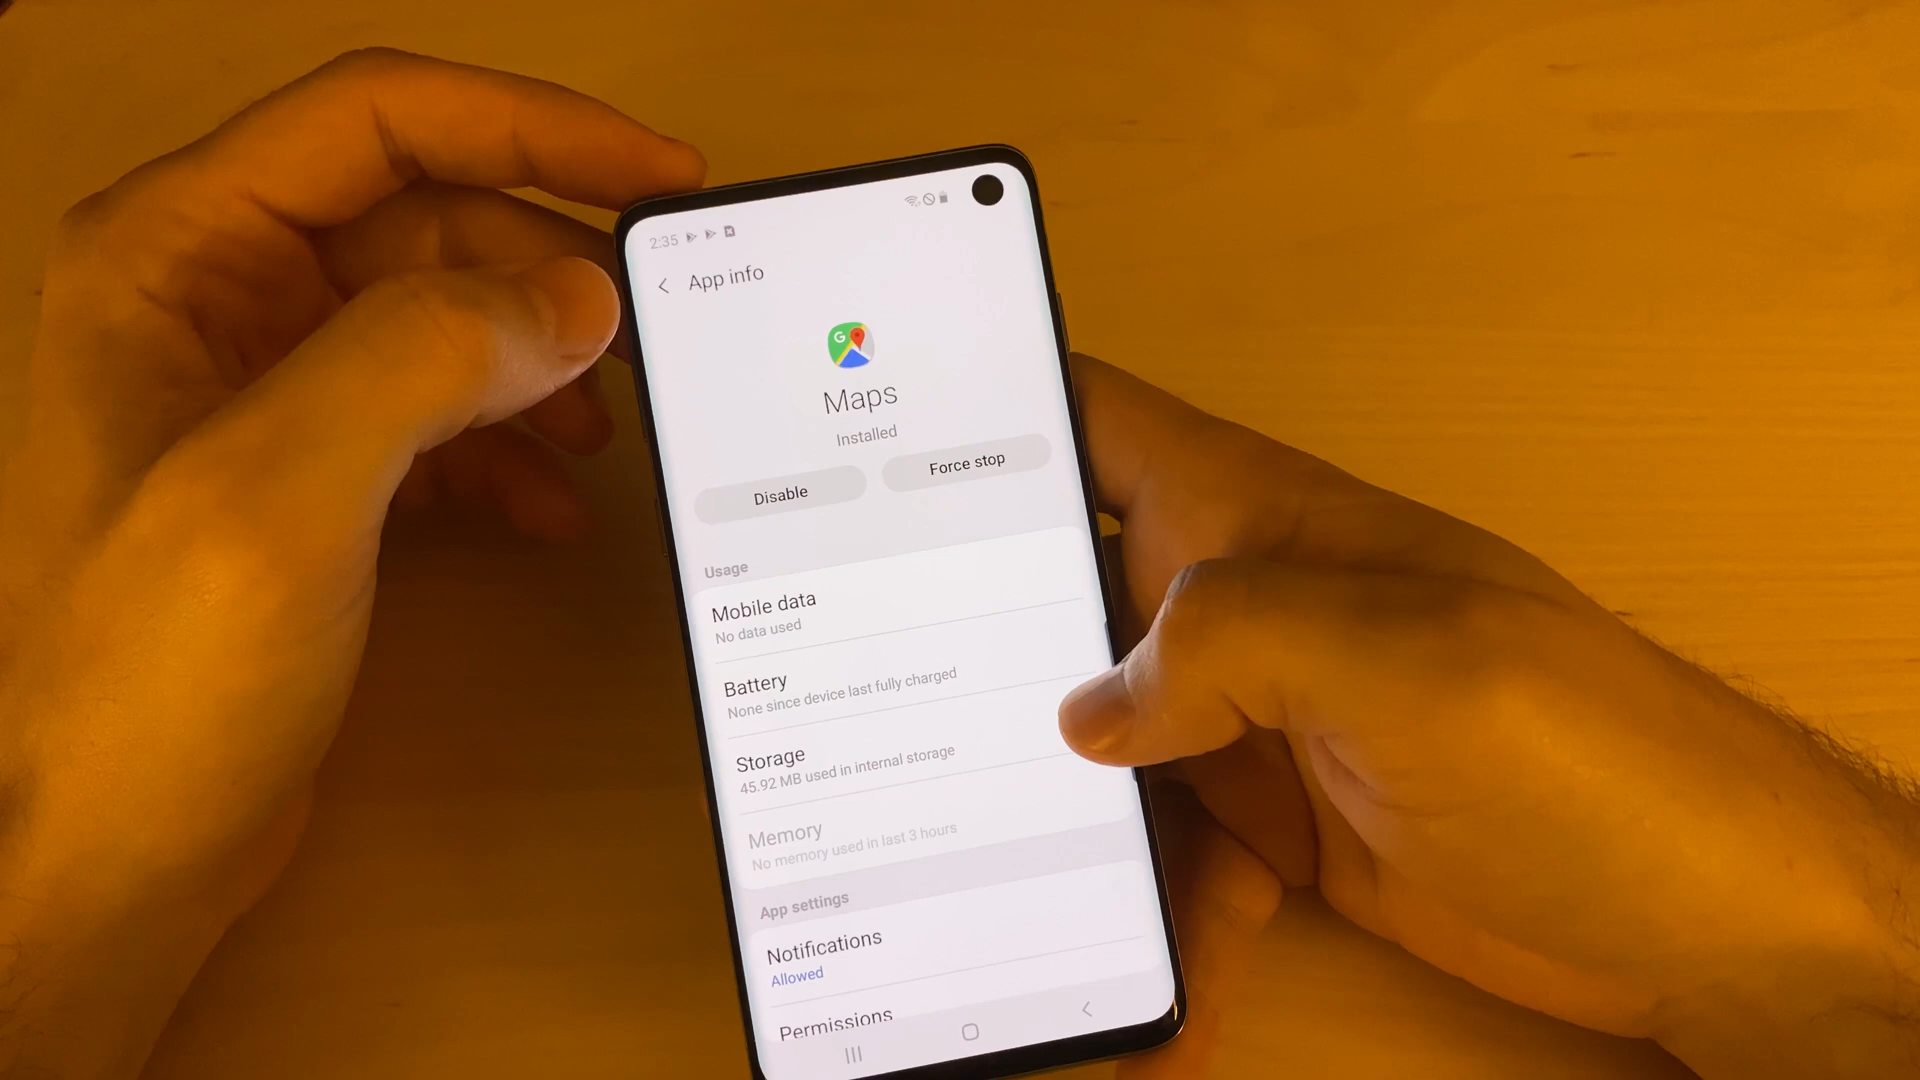 2:35
App info
G
Maps
Installed
Disable
Force stop
Usage
Mobile data
No data used
Battery
None since device last fully charged
Storage
45.92 MB used in internal storage
Memory
No memory used in last 3 hours
App settings
Notifications
Allowed
Permissions